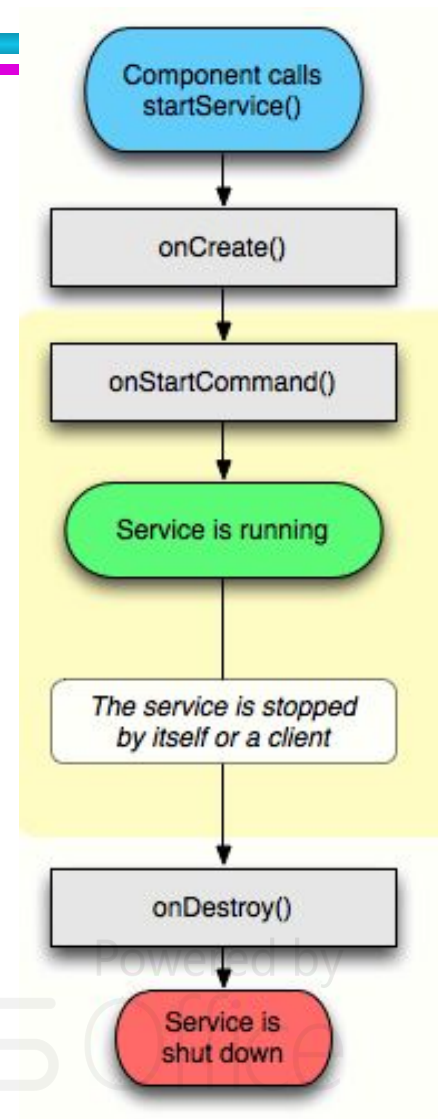 Component calls
startService()
onCreate()
onStartCommand()
Service is running
The service is stopped
by itself or a client
onDestroy()
Powered by
Office
Service is
shut down